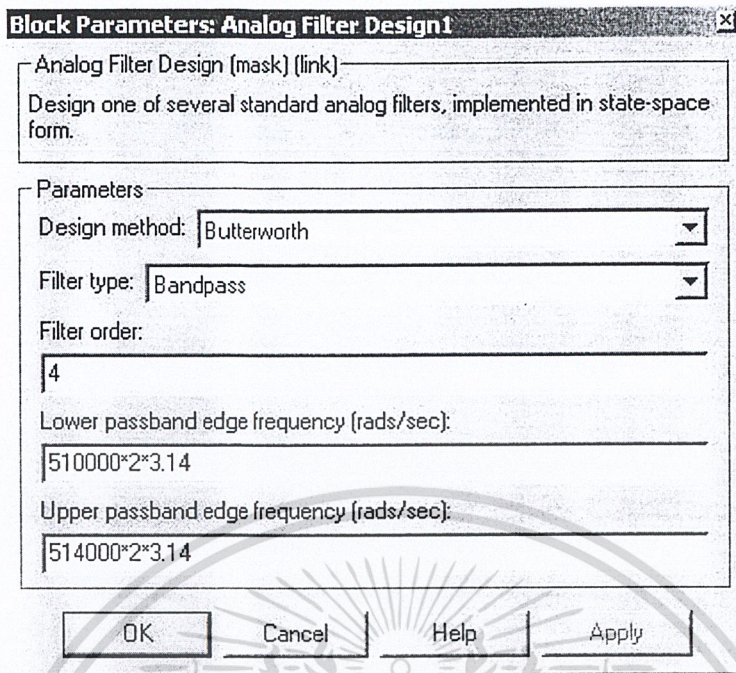 Block Parameters: Analog Filter Design1
Analog Filter Design (mask) (link)
Design one of several standard analog filters, implemented in state-space
form.
Parameters
Design method: Butterworth
Filter type: Bandpass
Filter order:
4
Lower passband edge frequency (rads/sec):
510000*2*3.14
Upper passband edge frequency (rads/sec):
514000*2*3.14
OK Cancel Help Apply